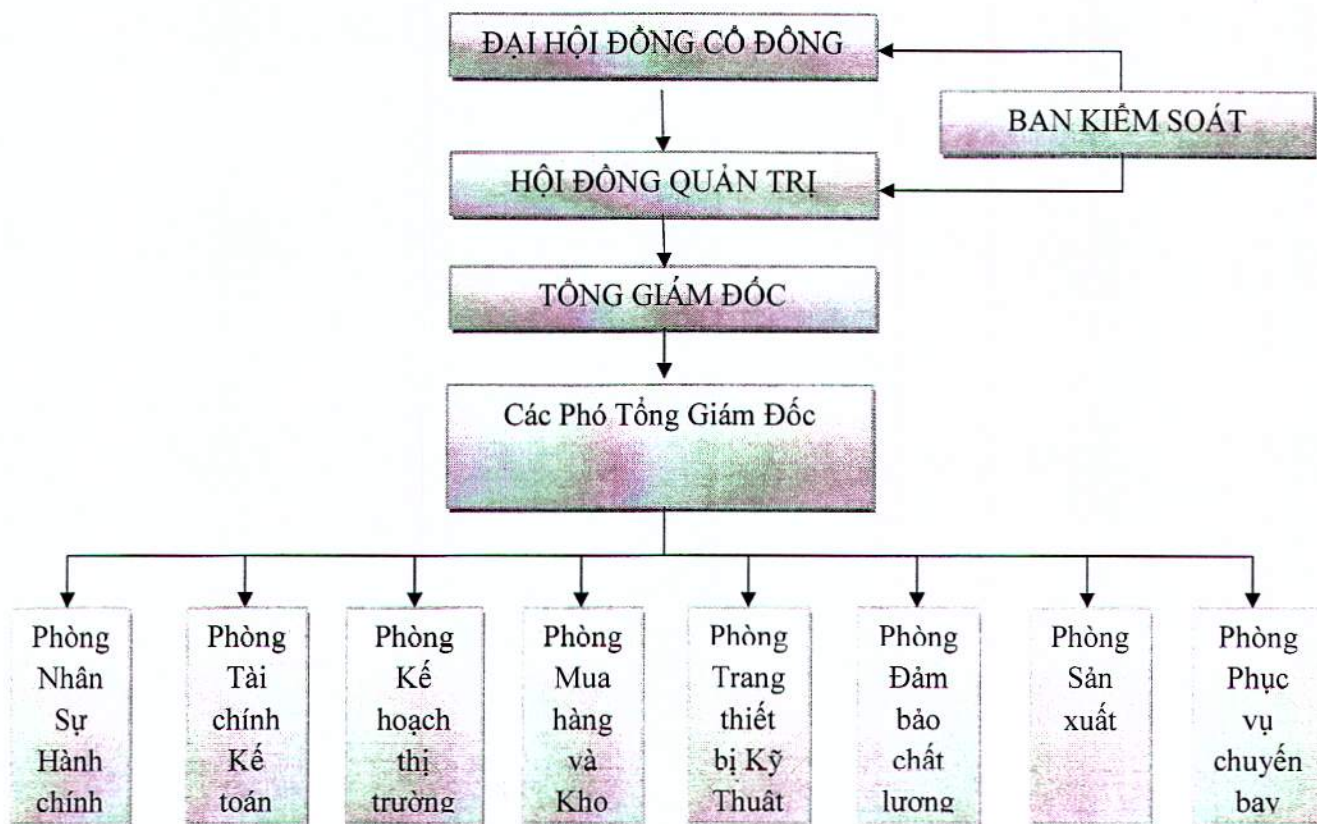 ĐẠI HỘI ĐỒNG CỔ ĐÔNG
BAN KIỂM SOÁT
HỘI ĐỒNG QUẢN TRỊ
TỔNG GIÁM ĐỐC
Các Phó Tổng Giám Đốc
Phòng
Nhân
Sự
Hành
chính
Phòng
Tài
chính
Kế
toán
Phòng
Kế
hoạch
thị
trường
Phòng
Mua
hàng
và
Kho
Phòng
Trang
thiết
bị Kỹ
Thuật
Phòng
Đảm
bảo
chất
lượng
Phòng
Sản
xuất
Phòng
Phục
vụ
chuyến
bay